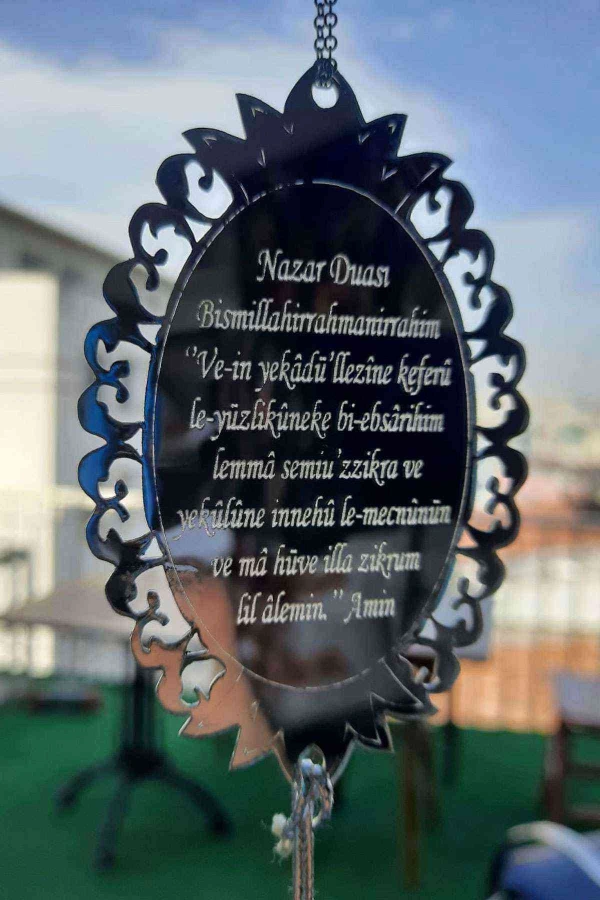 Nazar Duası
Bismillahirrahmanirrahim
“Ve-in yekâdü’llezîne keferû
le-yüzlikûneke bi-ebsârihim
lemmâ semiu’zzikra ve
yekûlûne innehû le-mecnûnün
ve mâ hüve illa zikrum
lil âlemin.” Amin